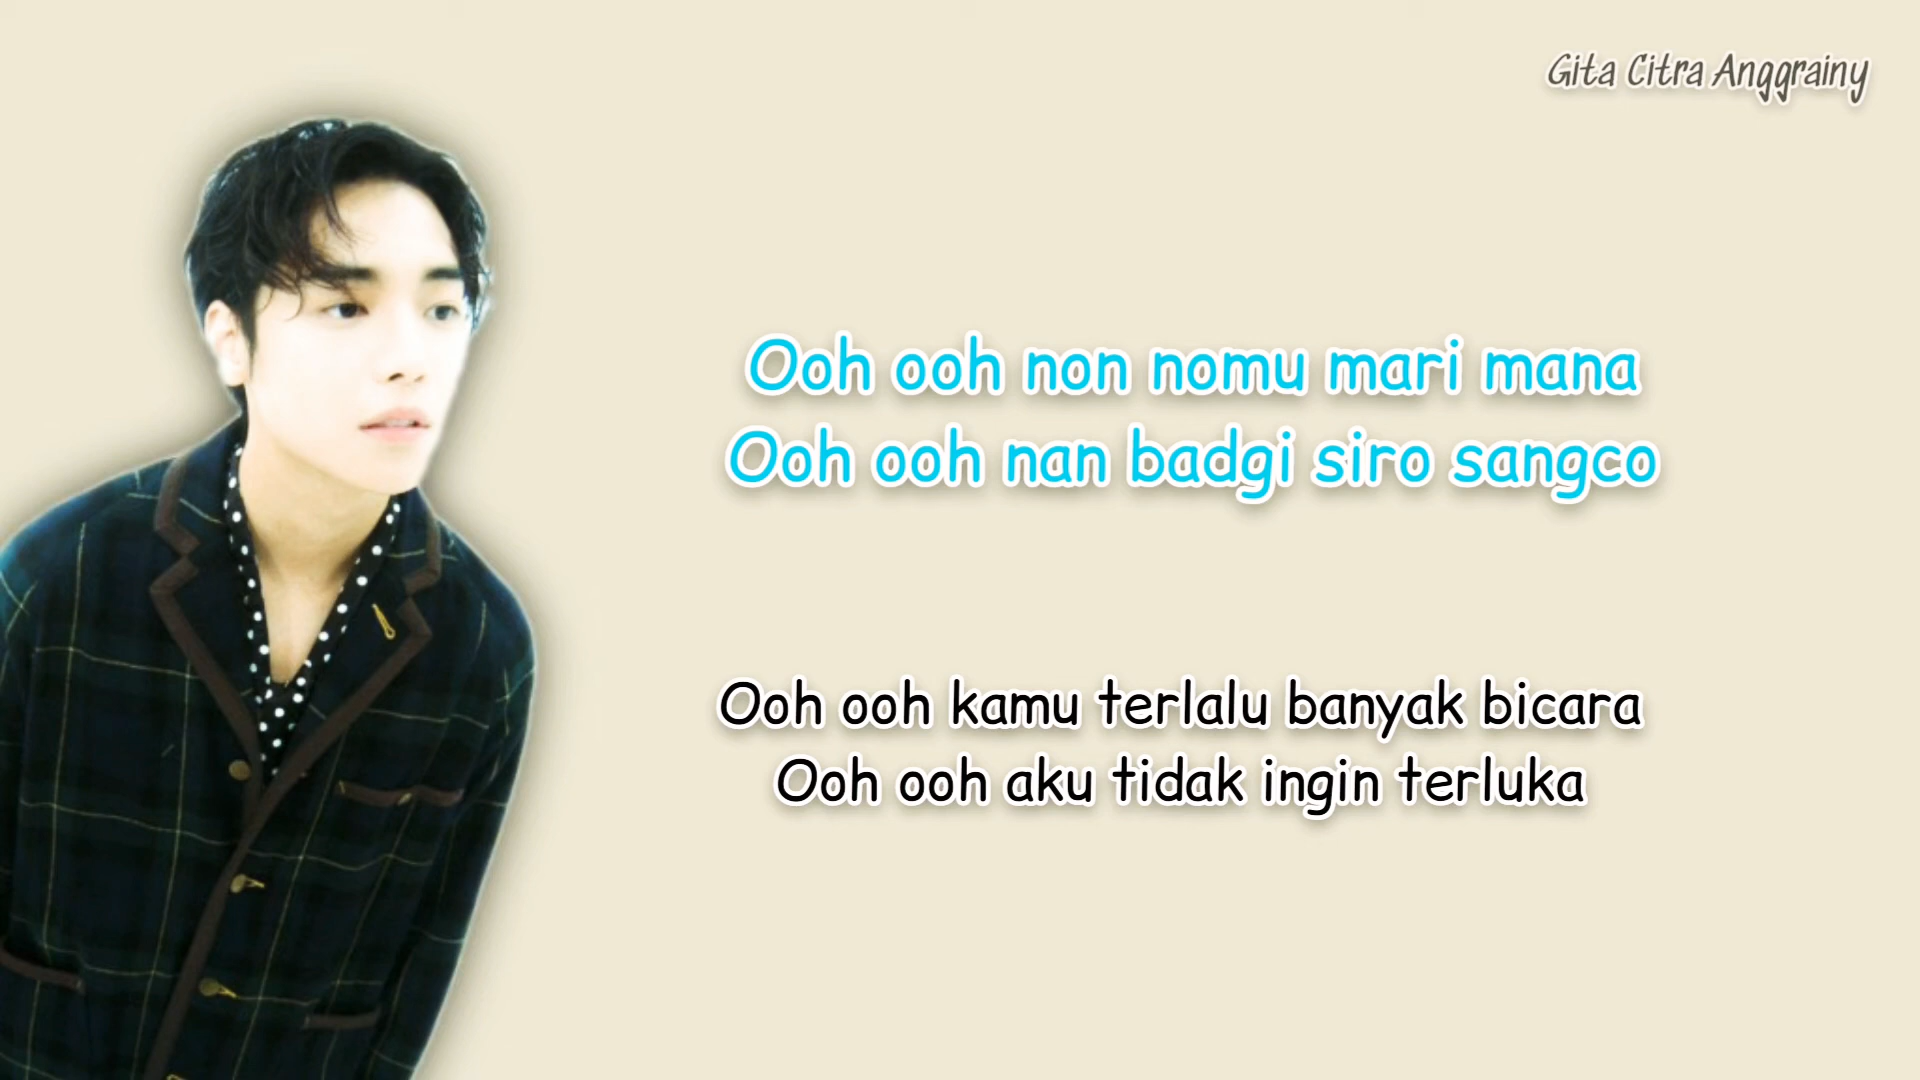 Gita Citra Anggrainy
Ooh ooh non nomu mari mana
Ooh ooh nan badgi siro sangco
Ooh ooh kamu terlalu banyak bicara
Ooh ooh aku tidak ingin terluka